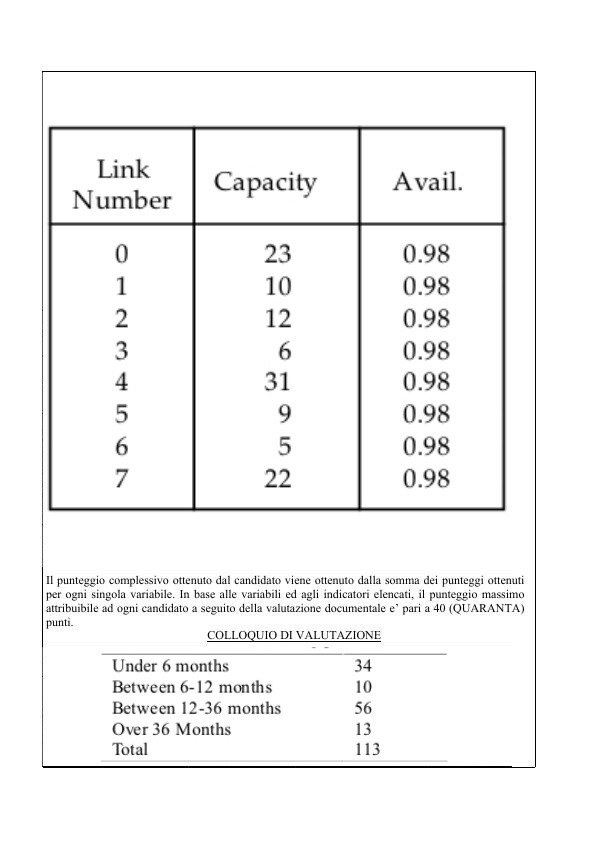 Link Number Capacity Avail.
0 23 0.98
1 10 0.98
2 12 0.98
3 6 0.98
4 31 0.98
5 9 0.98
6 5 0.98
7 22 0.98
Il punteggio complessivo ottenuto dal candidato viene ottenuto dalla somma dei punteggi ottenuti
per ogni singola variabile. In base alle variabili ed agli indicatori elencati, il punteggio massimo
attribuibile ad ogni candidato a seguito della valutazione documentale e’ pari a 40 (QUARANTA)
punti.
COLLOQUIO DI VALUTAZIONE
Under 6 months 34
Between 6-12 months 10
Between 12-36 months 56
Over 36 Months 13
Total 113